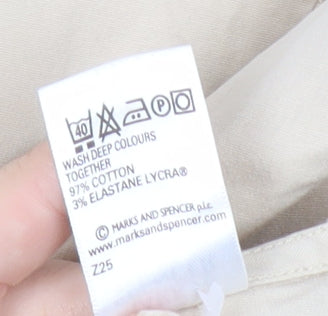 40 P
WASH DEEP COLOURS
TOGETHER
97% COTTON
3% ELASTANE LYCRA®
© MARKS AND SPENCER p.l.c.
www.marksandspencer.com
Z25